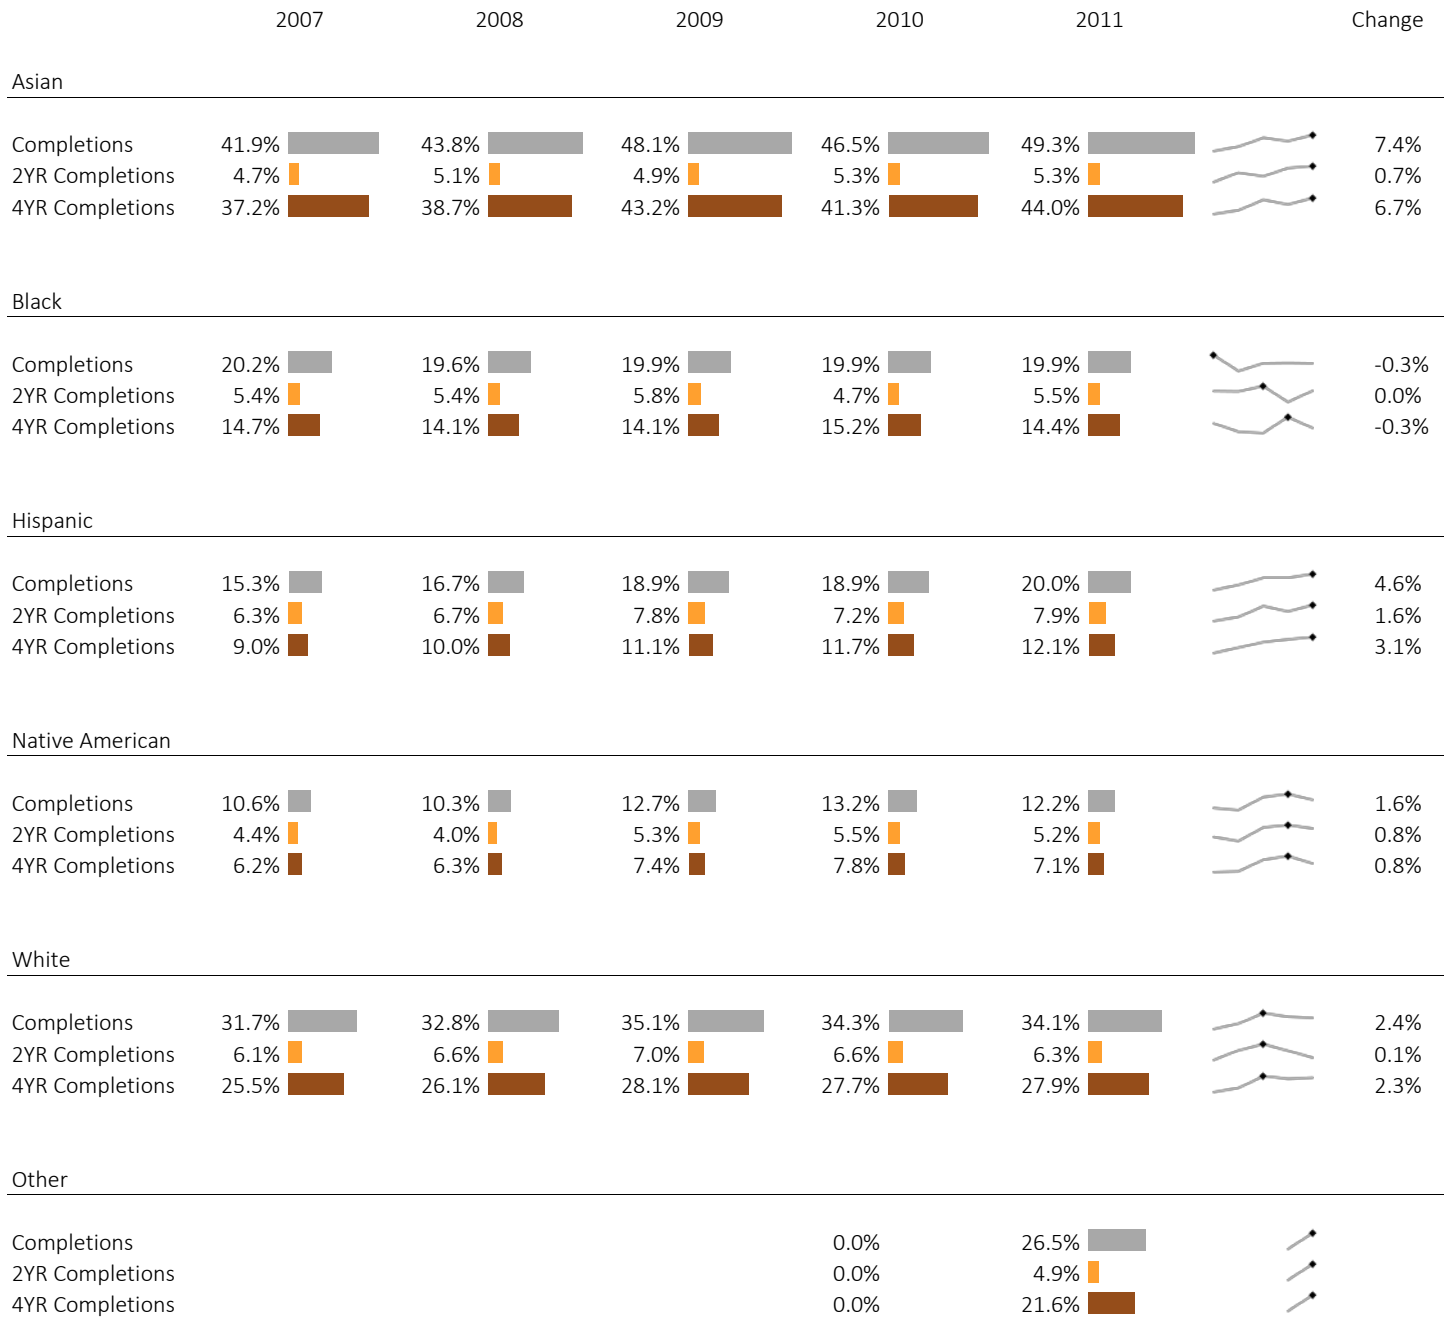 2007 2008 2009 2010 2011 Change
Asian
Completions 41.9% 43.8% 48.1% 46.5% 49.3% 7.4%
2YR Completions 4.7% 5.1% 4.9% 5.3% 5.3% 0.7%
4YR Completions 37.2% 38.7% 43.2% 41.3% 44.0% 6.7%
Black
Completions 20.2% 19.6% 19.9% 19.9% 19.9% -0.3%
2YR Completions 5.4% 5.4% 5.8% 4.7% 5.5% 0.0%
4YR Completions 14.7% 14.1% 14.1% 15.2% 14.4% -0.3%
Hispanic
Completions 15.3% 16.7% 18.9% 18.9% 20.0% 4.6%
2YR Completions 6.3% 6.7% 7.8% 7.2% 7.9% 1.6%
4YR Completions 9.0% 10.0% 11.1% 11.7% 12.1% 3.1%
Native American
Completions 10.6% 10.3% 12.7% 13.2% 12.2% 1.6%
2YR Completions 4.4% 4.0% 5.3% 5.5% 5.2% 0.8%
4YR Completions 6.2% 6.3% 7.4% 7.8% 7.1% 0.8%
White
Completions 31.7% 32.8% 35.1% 34.3% 34.1% 2.4%
2YR Completions 6.1% 6.6% 7.0% 6.6% 6.3% 0.1%
4YR Completions 25.5% 26.1% 28.1% 27.7% 27.9% 2.3%
Other
Completions 0.0% 26.5%
2YR Completions 0.0% 4.9%
4YR Completions 0.0% 21.6%